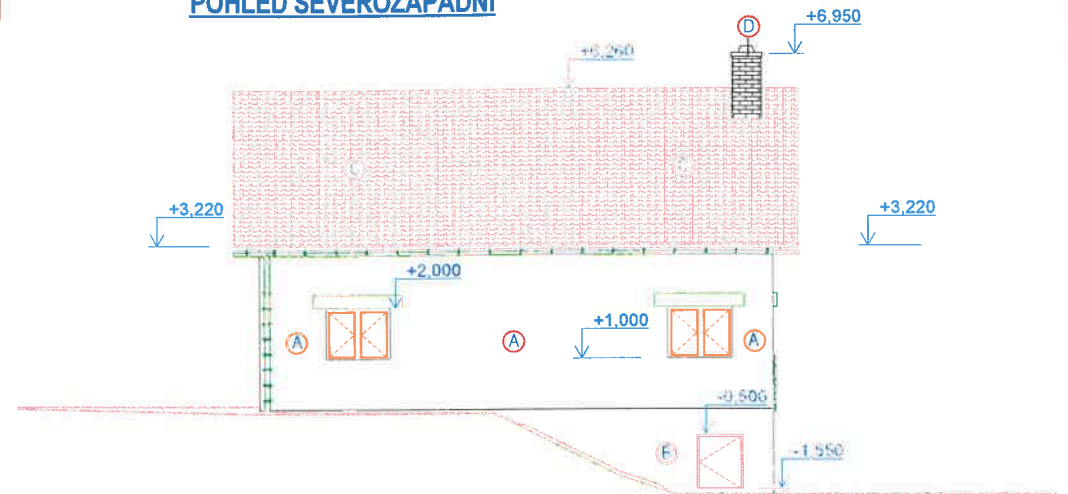 POHLED SEVEROZÁPADNÍ
D
+6,950
+6,260
+3,220
+3,220
+2,000
+1,000
A
A
A
-0,500
-1,550